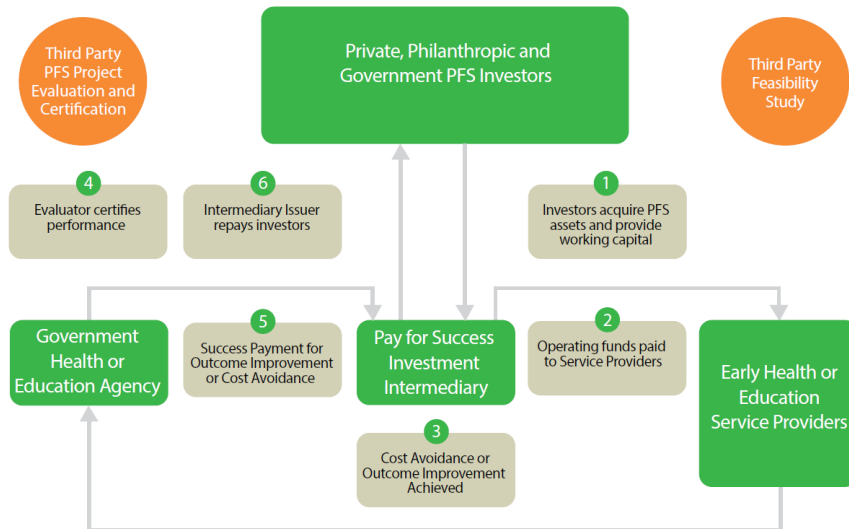 Third Party
PFS Project
Evaluation and
Certification
Private, Philanthropic and
Government PFS Investors
Third Party
Feasibility
Study
4
Evaluator certifies
performance
6
Intermediary Issuer
repays investors
1
Investors acquire PFS
assets and provide
working capital
Government
Health or
Education Agency
5
Success Payment for
Outcome Improvement
or Cost Avoidance
Pay for Success
Investment
Intermediary
2
Operating funds paid
to Service Providers
Early Health or
Education
Service Providers
3
Cost Avoidance or
Outcome Improvement
Achieved